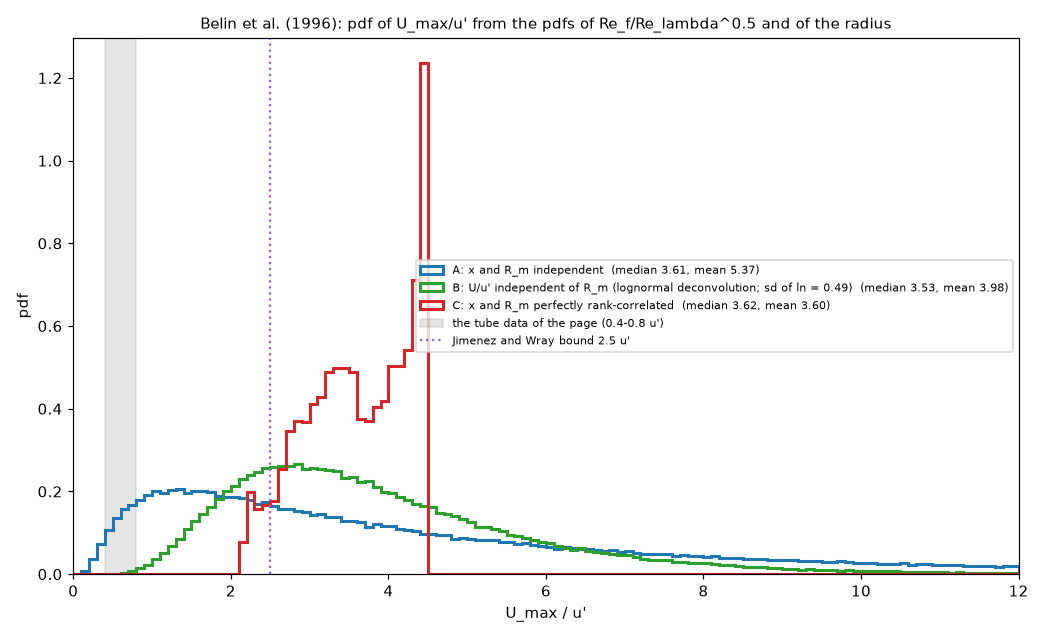 Belin et al. (1996): pdf of U_max/u' from the pdfs of Re_f/Re_lambda^0.5 and of the radius
pdf
1.2
1.0
0.8
0.6
0.4
0.2
0.0
A: x and R_m independent (median 3.61, mean 5.37)
B: U/u' independent of R_m (lognormal deconvolution; sd of ln = 0.49) (median 3.53, mean 3.98)
C: x and R_m perfectly rank-correlated (median 3.62, mean 3.60)
the tube data of the page (0.4-0.8 u')
Jimenez and Wray bound 2.5 u'
0 2 4 6 8 10 12
U_max / u'